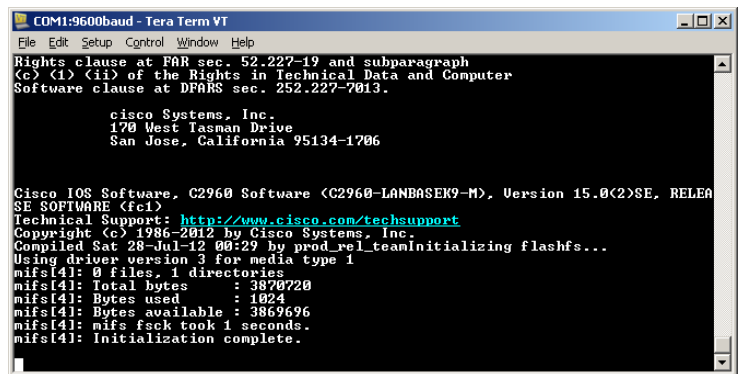 COM1:9600baud - Tera Term VT
File Edit Setup Control Window Help
Rights clause at FAR sec. 52.227-19 and subparagraph
(c) (1) (ii) of the Rights in Technical Data and Computer
Software clause at DFARS sec. 252.227-7013.
cisco Systems, Inc.
170 West Tasman Drive
San Jose, California 95134-1706
Cisco IOS Software, C2960 Software (C2960-LANBASEK9-M), Version 15.0(2)SE, RELEA
SE SOFTWARE (fc1)
Technical Support: http://www.cisco.com/techsupport
Copyright (c) 1986-2012 by Cisco Systems, Inc.
Compiled Sat 28-Jul-12 00:29 by prod_rel_teamInitializing flashfs...
Using driver version 3 for media type 1
mifs[4]: 0 files, 1 directories
mifs[4]: Total bytes : 3870720
mifs[4]: Bytes used : 1024
mifs[4]: Bytes available : 3869696
mifs[4]: mifs fsck took 1 seconds.
mifs[4]: Initialization complete.